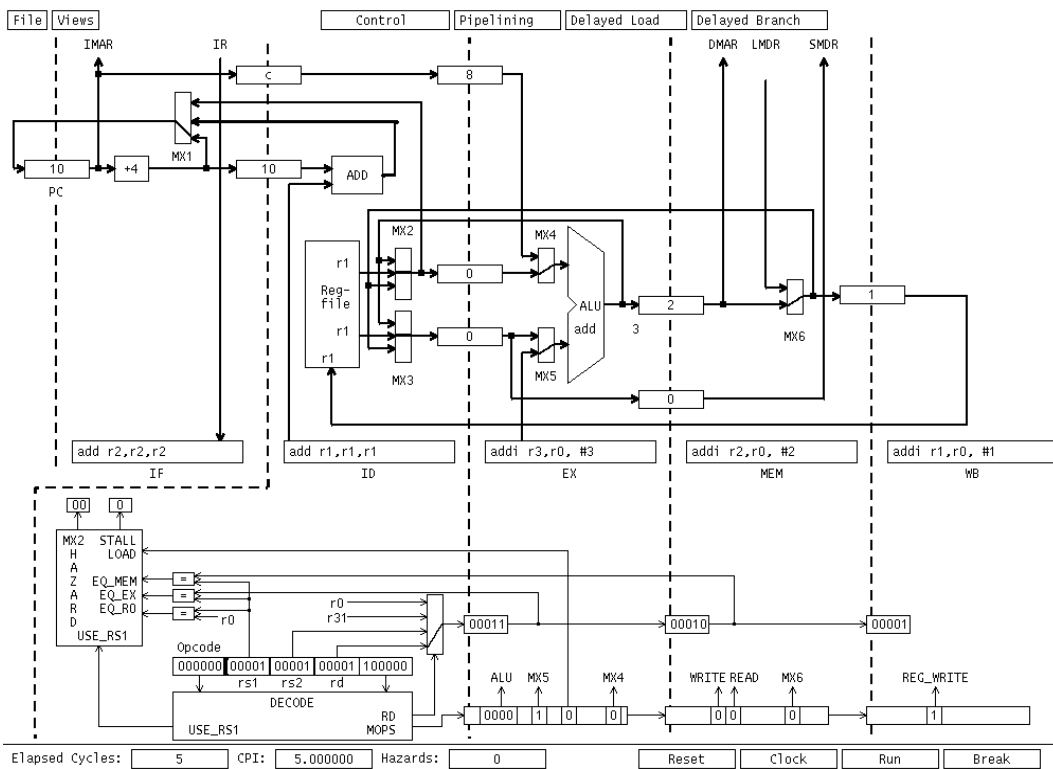 File Views Control Pipelining Delayed Load Delayed Branch
IMAR IR DMAR LMDR SMDR
c 8
MX1
10 +4 10 ADD
PC
MX2 MX4
r1
0
Reg-
file
ALU 2 1
r1 0 add 3 MX6
r1
MX3 MX5
0
add r2,r2,r2 add r1,r1,r1 addi r3,r0, #3 addi r2,r0, #2 addi r1,r0, #1
IF ID EX MEM WB
00 0
MX2 STALL
H LOAD
A
Z EQ_MEM =
A EQ_EX = r0
R EQ_R0 = r0 r31
D 00011 00010 00001
USE_RS1
Opcode
000000 00001 00001 00001 100000
rs1 rs2 rd ALU MX5 MX4 WRITE READ MX6 REG_WRITE
DECODE
RD 0000 1 0 0 0 0 0 1
USE_RS1 MOPS
Elapsed Cycles: 5 CPI: 5.000000 Hazards: 0 Reset Clock Run Break